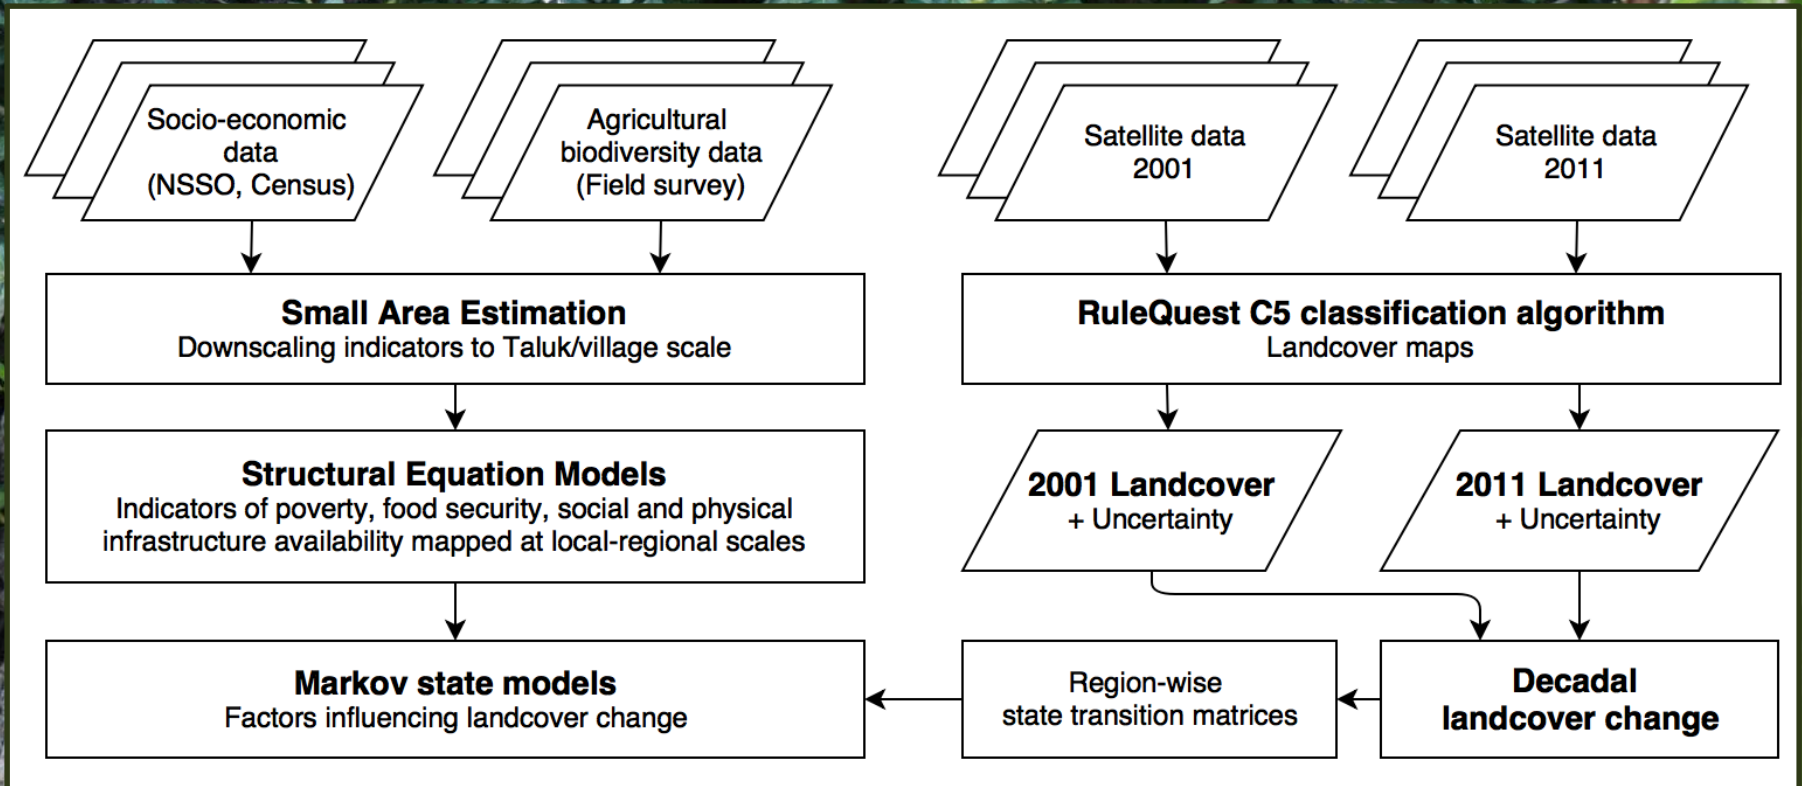 Socio-economic
data
(NSSO, Census)
Agricultural
biodiversity data
(Field survey)
Satellite data
2001
Satellite data
2011
Small Area Estimation
Downscaling indicators to Taluk/village scale
RuleQuest C5 classification algorithm
Landcover maps
Structural Equation Models
Indicators of poverty, food security, social and physical
infrastructure availability mapped at local-regional scales
2001 Landcover
+ Uncertainty
2011 Landcover
+ Uncertainty
Markov state models
Factors influencing landcover change
Region-wise
state transition matrices
Decadal
landcover change